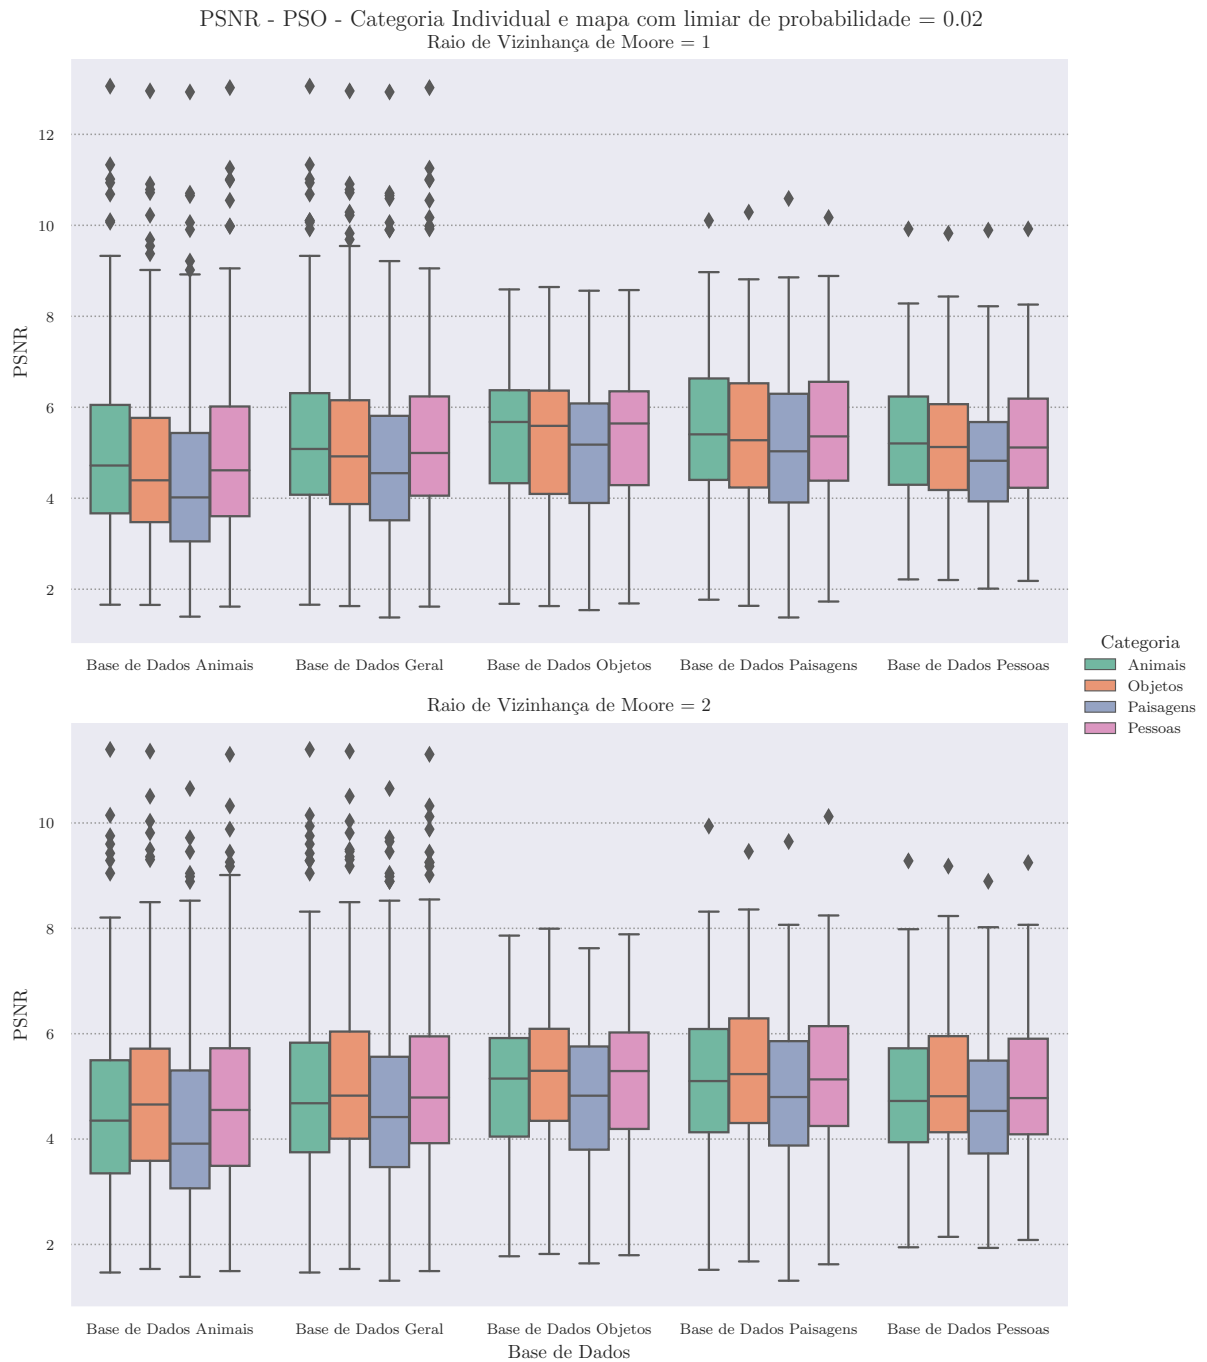 PSNR - PSO - Categoria Individual e mapa com limiar de probabilidade = 0.02
Raio de Vizinhança de Moore = 1
12
10
8
6
4
2
PSNR
Base de Dados Animais
Base de Dados Geral
Base de Dados Objetos
Base de Dados Paisagens
Base de Dados Pessoas
Categoria
Animais
Objetos
Paisagens
Pessoas
Raio de Vizinhança de Moore = 2
10
8
6
4
2
PSNR
Base de Dados Animais
Base de Dados Geral
Base de Dados Objetos
Base de Dados Paisagens
Base de Dados Pessoas
Base de Dados